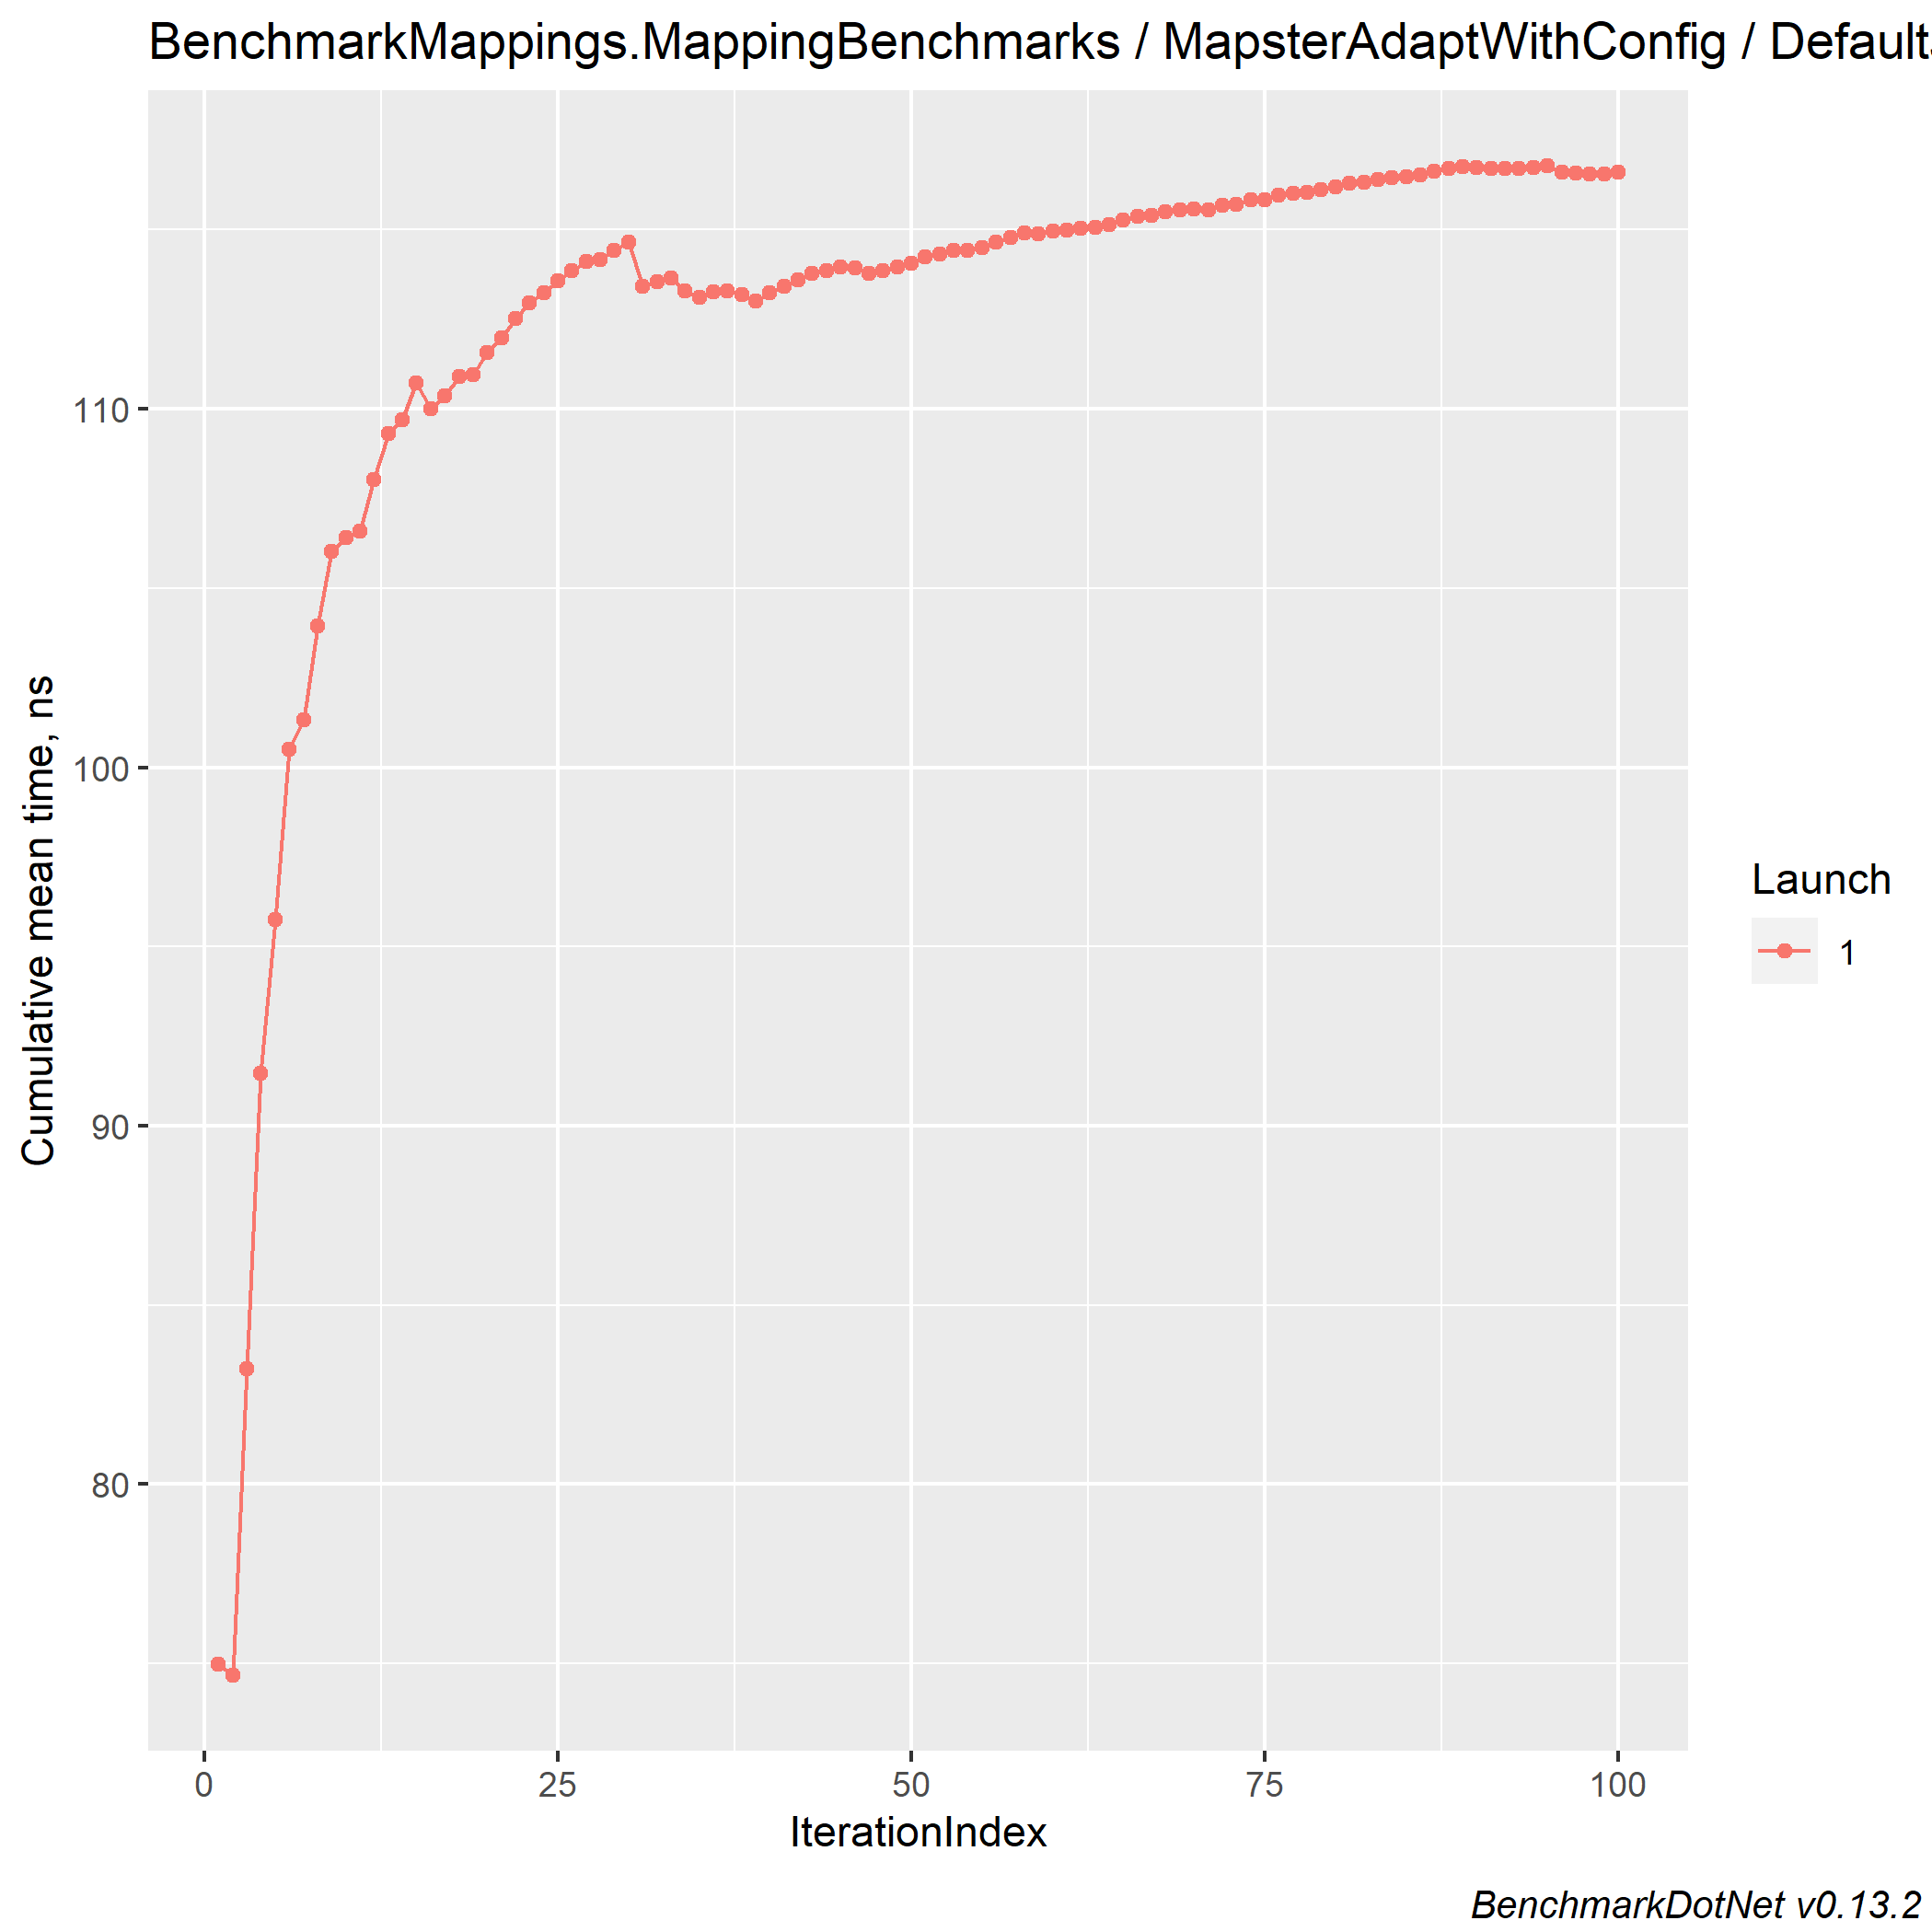 BenchmarkMappings.MappingBenchmarks / MapsterAdaptWithConfig /
Cumulative mean time, ns
110
100
90
80
0 25 50 75 100
IterationIndex
Launch
1
BenchmarkDotNet v0.13.2